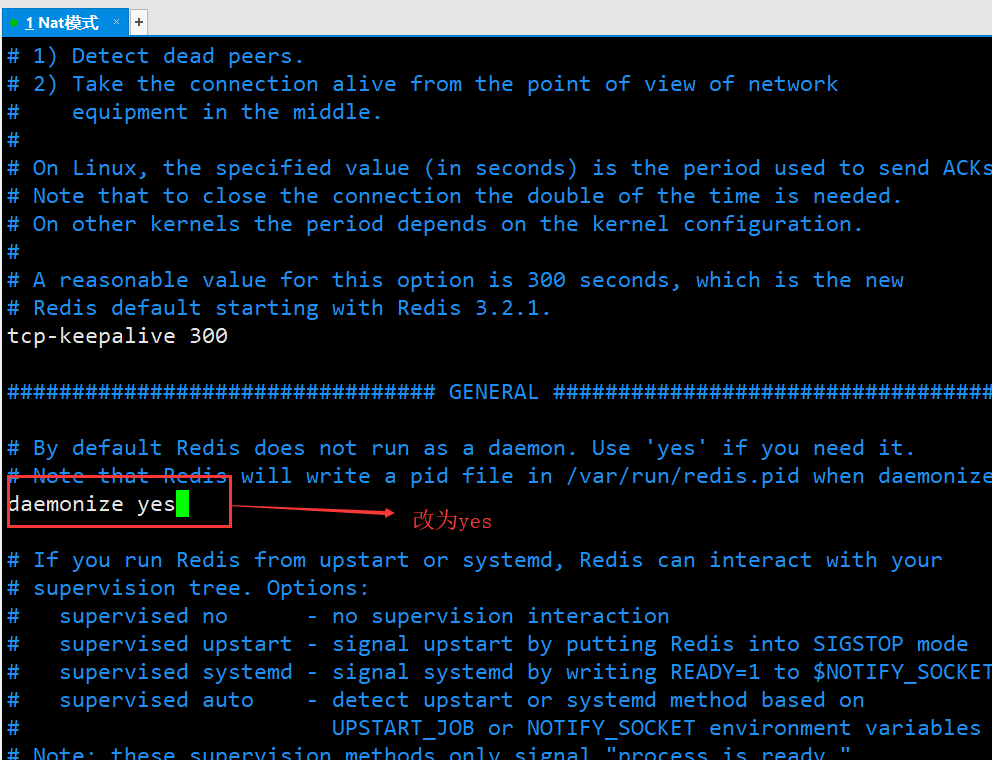 1 Nat模式 × +
# 1) Detect dead peers.
# 2) Take the connection alive from the point of view of network
#    equipment in the middle.
#
# On Linux, the specified value (in seconds) is the period used to send ACKs
# Note that to close the connection the double of the time is needed.
# On other kernels the period depends on the kernel configuration.
#
# A reasonable value for this option is 300 seconds, which is the new
# Redis default starting with Redis 3.2.1.
tcp-keepalive 300
################################# GENERAL ##################################
# By default Redis does not run as a daemon. Use 'yes' if you need it.
# Note that Redis will write a pid file in /var/run/redis.pid when daemonize
daemonize yes
改为yes
# If you run Redis from upstart or systemd, Redis can interact with your
# supervision tree. Options:
#   supervised no      - no supervision interaction
#   supervised upstart - signal upstart by putting Redis into SIGSTOP mode
#   supervised systemd - signal systemd by writing READY=1 to $NOTIFY_SOCKET
#   supervised auto    - detect upstart or systemd method based on
#                        UPSTART_JOB or NOTIFY_SOCKET environment variables
# Note: these supervision methods only signal "process is ready."